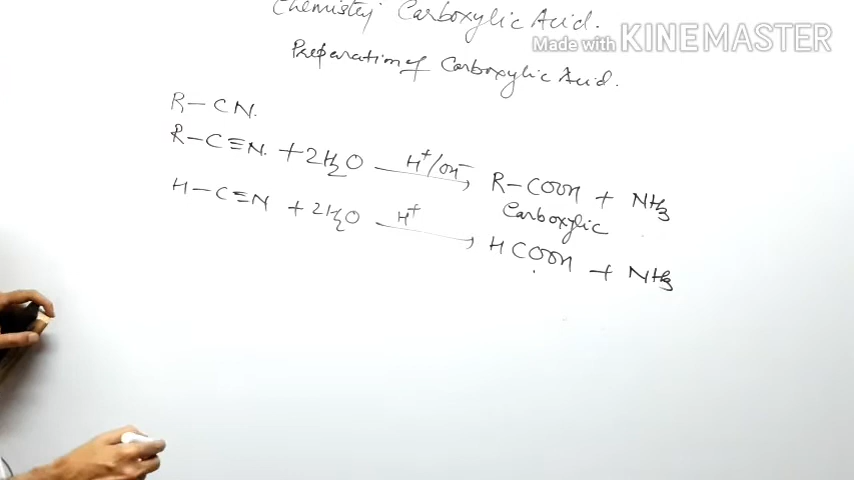 Chemistry Carboxylic Acid.
Made with KINEMASTER
Preparation of Carboxylic Acid.
R-CN.
R-C≡N. + 2H₂O H⁺/OH⁻ → R-COOH + NH₃
Carboxylic
H-C≡N + 2H₂O H⁺ → HCOOH + NH₃